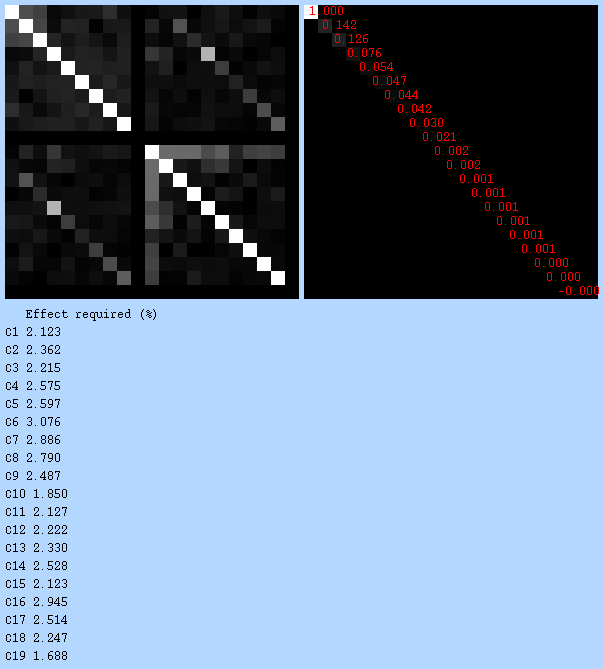 1.000
0.142
0.126
0.076
0.054
0.047
0.044
0.042
0.030
0.021
0.002
0.002
0.001
0.001
0.001
0.001
0.001
0.001
0.000
0.000
-0.000
Effect required (%)
C1 2.123
C2 2.362
C3 2.215
C4 2.575
C5 2.597
C6 3.076
C7 2.886
C8 2.790
C9 2.487
C10 1.850
C11 2.127
C12 2.222
C13 2.330
C14 2.528
C15 2.123
C16 2.945
C17 2.514
C18 2.247
C19 1.688